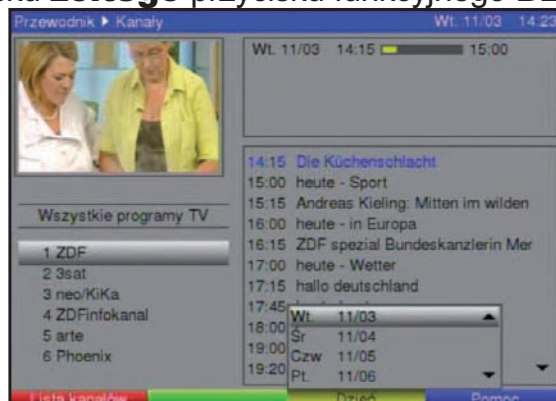 przycisku funkcyjnego
Przewodnik Kanały Wt. 11/03 14:23
Wt. 11/03 14:15 15:00
Wszystkie programy TV
1 ZDF
2 3sat
3 neo/KiKa
4 ZDFinfokanal
5 arte
6 Phoenix
14:15 Die Küchenschlacht
15:00 heute - Sport
15:15 Andreas Kieling: Mitten im wilden
16:00 heute - in Europa
16:15 ZDF spezial Bundeskanzlerin Mer
17:00 heute - Wetter
17:15 hallo deutschland
17:45
18:00
19:00
19:20
Wt. 11/03
Śr 11/04
Czw 11/05
Pt. 11/06
Lista kanałów Dzień Pomoc